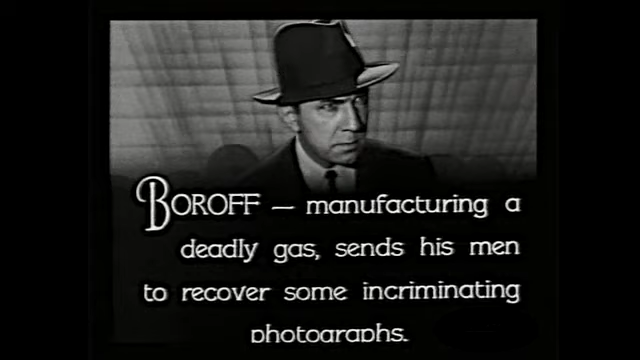 BOROFF — manufacturing a
deadly gas, sends his men
to recover some incriminating
photographs.